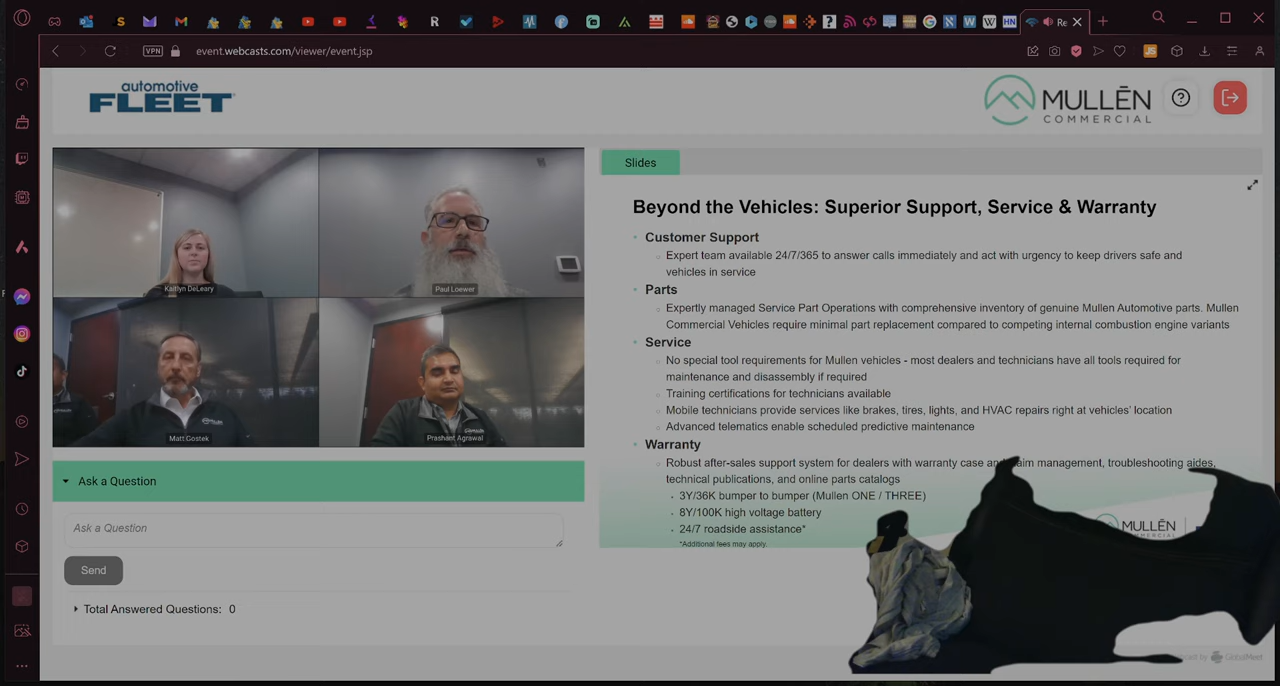 Re
VPN
event.webcasts.com/viewer/event.jsp
JS
automotive
FLEET
MULLĒN
COMMERCIAL
Kaitlyn DeLeary
Paul Loewer
Matt Gostek
Prashant Agrawal
Ask a Question
Ask a Question
Send
Total Answered Questions: 0
Slides
Beyond the Vehicles: Superior Support, Service & Warranty
Customer Support
Expert team available 24/7/365 to answer calls immediately and act with urgency to keep drivers safe and
vehicles in service
Parts
Expertly managed Service Part Operations with comprehensive inventory of genuine Mullen Automotive parts. Mullen
Commercial Vehicles require minimal part replacement compared to competing internal combustion engine variants
Service
No special tool requirements for Mullen vehicles - most dealers and technicians have all tools required for
maintenance and disassembly if required
Training certifications for technicians available
Mobile technicians provide services like brakes, tires, lights, and HVAC repairs right at vehicles' location
Advanced telematics enable scheduled predictive maintenance
Warranty
Robust after-sales support system for dealers with warranty case management, troubleshooting aides,
technical publications, and online parts catalogs
3Y/36K bumper to bumper (Mullen ONE / THREE)
8Y/100K high voltage battery
24/7 roadside assistance*
*Additional fees may apply.
MULLĒN
by GlobalMeet